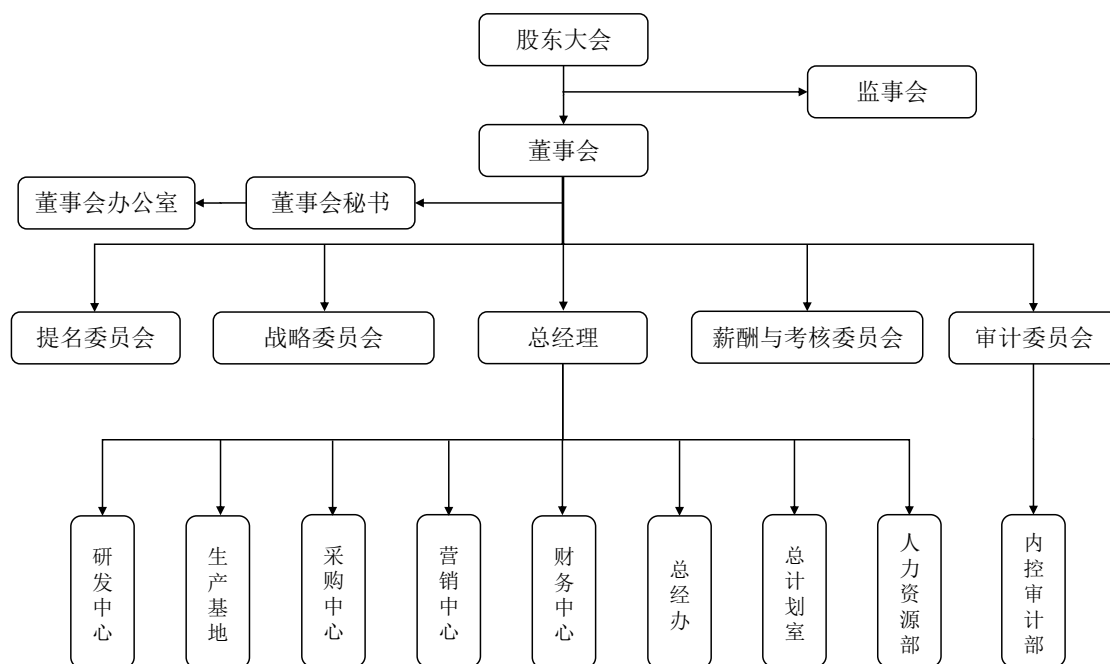 股东大会
监事会
董事会
董事会办公室
董事会秘书
提名委员会
战略委员会
总经理
薪酬与考核委员会
审计委员会
研发中心
生产基地
采购中心
营销中心
财务中心
总经办
总计划室
人力资源部
内控审计部